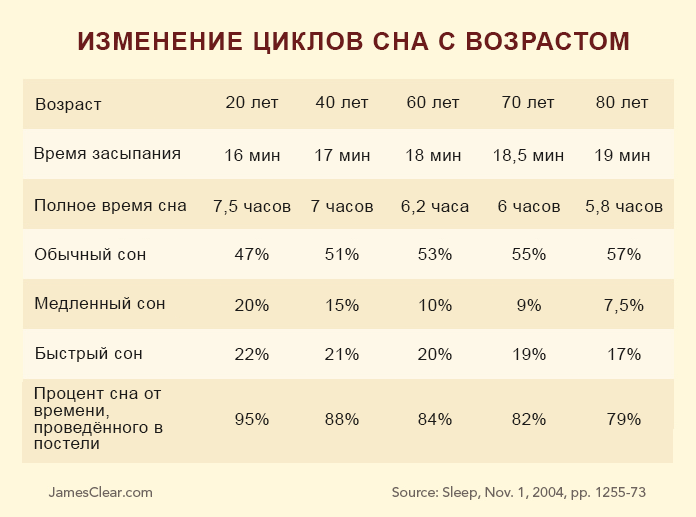 ИЗМЕНЕНИЕ ЦИКЛОВ СНА С ВОЗРАСТОМ
Возраст 20 лет 40 лет 60 лет 70 лет 80 лет
Время засыпания 16 мин 17 мин 18 мин 18,5 мин 19 мин
Полное время сна 7,5 часов 7 часов 6,2 часа 6 часов 5,8 часов
Обычный сон 47% 51% 53% 55% 57%
Медленный сон 20% 15% 10% 9% 7,5%
Быстрый сон 22% 21% 20% 19% 17%
Процент сна от
времени,
проведённого в
постели
95% 88% 84% 82% 79%
JamesClear.com Source: Sleep, Nov. 1, 2004, pp. 1255-73